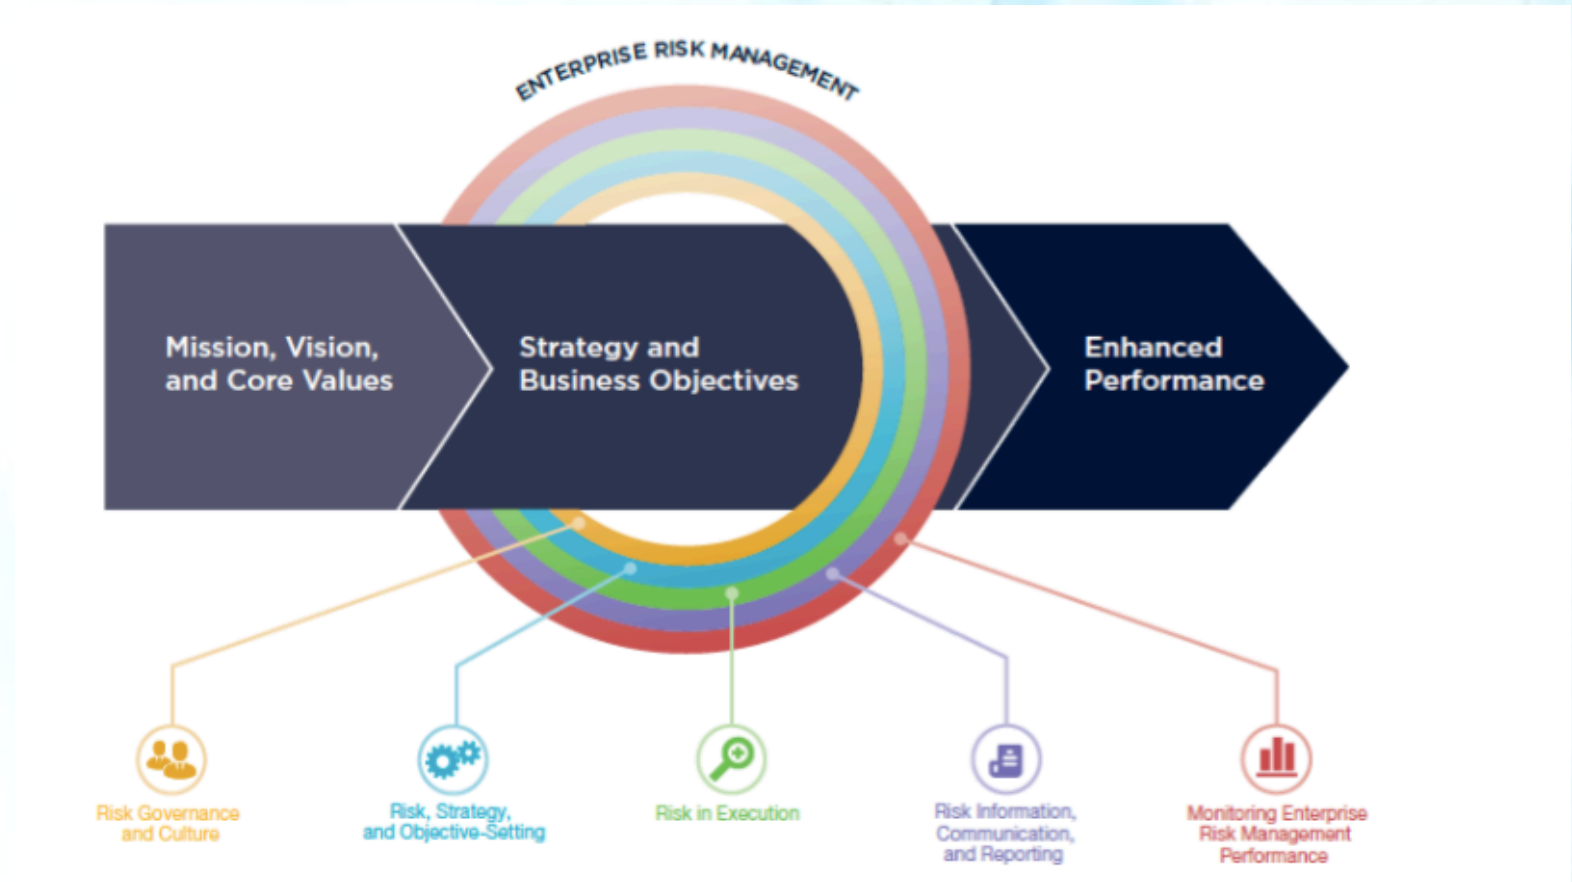 ENTERPRISE RISK MANAGEMENT
Mission, Vision,
and Core Values
Strategy and
Business Objectives
Enhanced
Performance
Risk Governance
and Culture
Risk, Strategy,
and Objective-Setting
Risk in Execution
Risk Information,
Communication,
and Reporting
Monitoring Enterprise
Risk Management
Performance